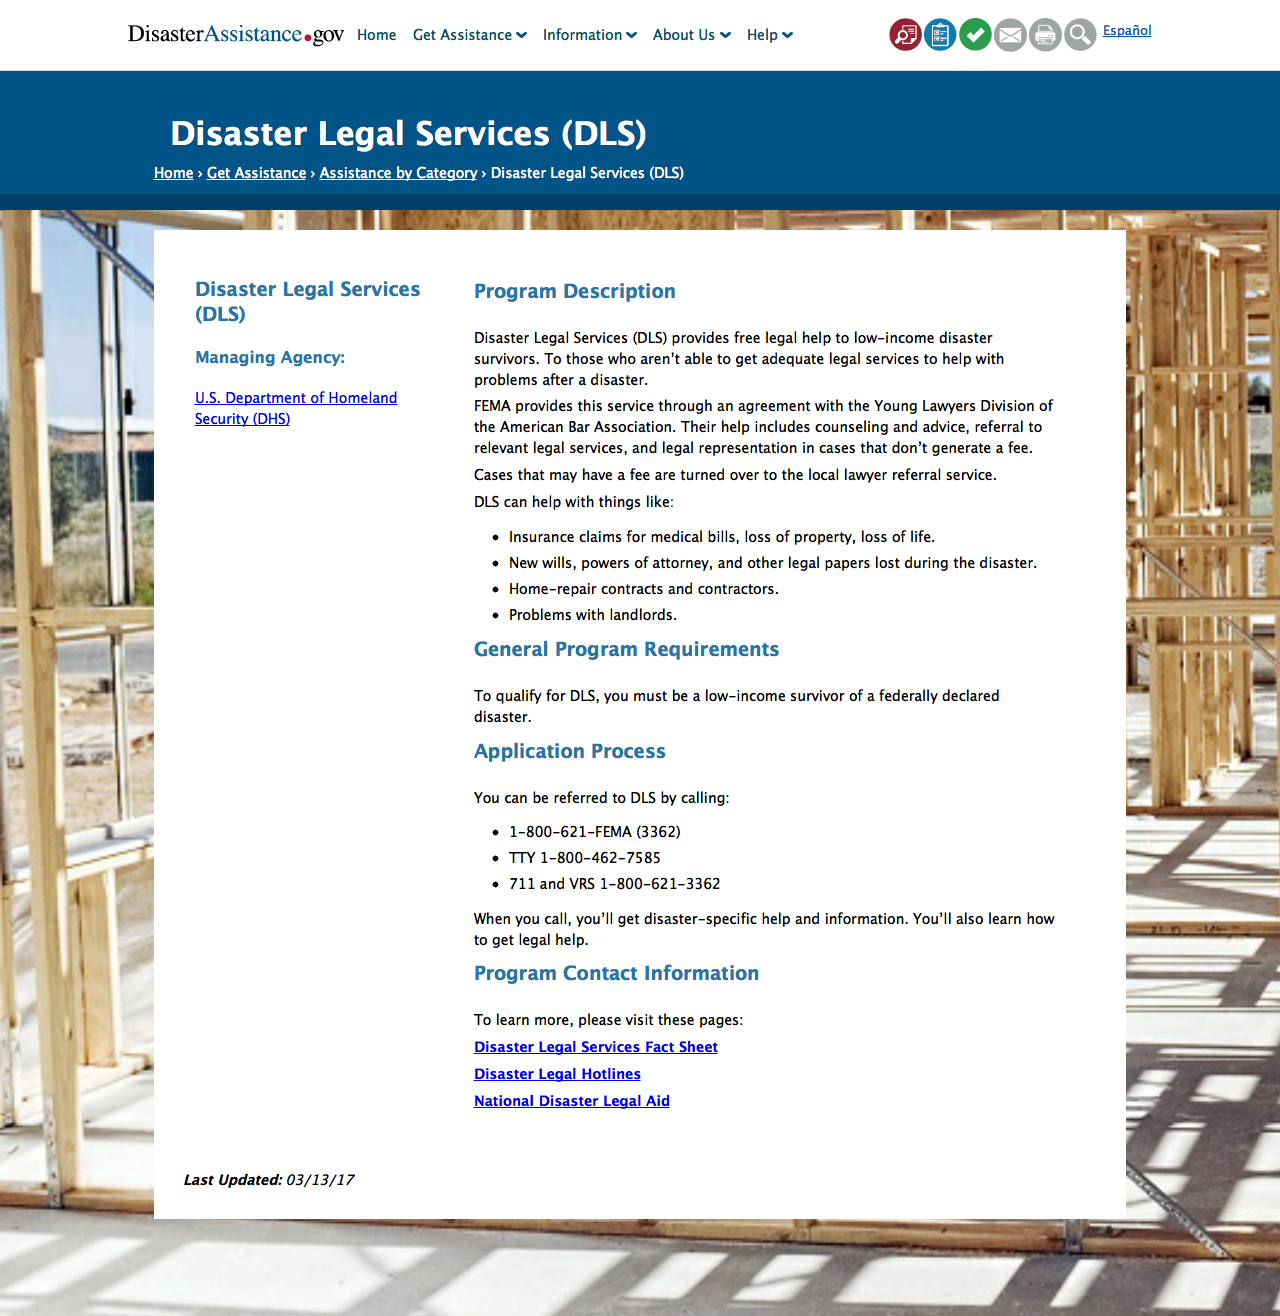 DisasterAssistance.gov Home Get Assistance Information About Us Help Español
Disaster Legal Services (DLS)
Home › Get Assistance › Assistance by Category › Disaster Legal Services (DLS)
Disaster Legal Services
(DLS)
Managing Agency:
U.S. Department of Homeland
Security (DHS)
Program Description
Disaster Legal Services (DLS) provides free legal help to low-income disaster
survivors. To those who aren’t able to get adequate legal services to help with
problems after a disaster.
FEMA provides this service through an agreement with the Young Lawyers Division of
the American Bar Association. Their help includes counseling and advice, referral to
relevant legal services, and legal representation in cases that don’t generate a fee.
Cases that may have a fee are turned over to the local lawyer referral service.
DLS can help with things like:
• Insurance claims for medical bills, loss of property, loss of life.
• New wills, powers of attorney, and other legal papers lost during the disaster.
• Home-repair contracts and contractors.
• Problems with landlords.
General Program Requirements
To qualify for DLS, you must be a low-income survivor of a federally declared
disaster.
Application Process
You can be referred to DLS by calling:
• 1-800-621-FEMA (3362)
• TTY 1-800-462-7585
• 711 and VRS 1-800-621-3362
When you call, you’ll get disaster-specific help and information. You’ll also learn how
to get legal help.
Program Contact Information
To learn more, please visit these pages:
Disaster Legal Services Fact Sheet
Disaster Legal Hotlines
National Disaster Legal Aid
Last Updated: 03/13/17